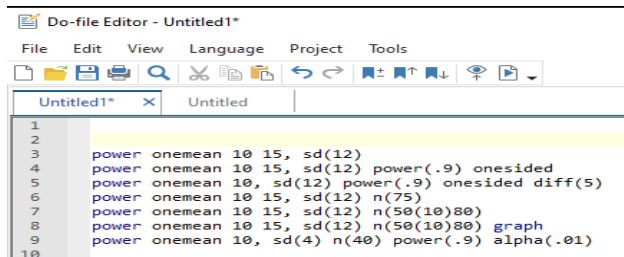 Do-file Editor - Untitled1*
File Edit View Language Project Tools
Untitled1* × Untitled
1
2
3 power onemean 10 15, sd(12)
4 power onemean 10 15, sd(12) power(.9) onesided
5 power onemean 10, sd(12) power(.9) onesided diff(5)
6 power onemean 10 15, sd(12) n(75)
7 power onemean 10 15, sd(12) n(50(10)80)
8 power onemean 10 15, sd(12) n(50(10)80) graph
9 power onemean 10, sd(4) n(40) power(.9) alpha(.01)
10